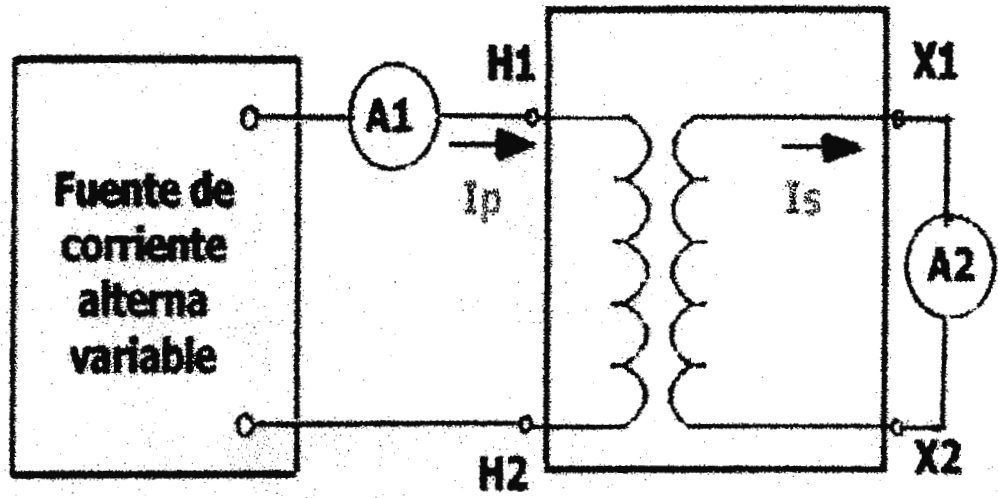 H1
X1
A1
Fuente de
corriente
alterna
variable
Ip
Is
A2
H2
X2